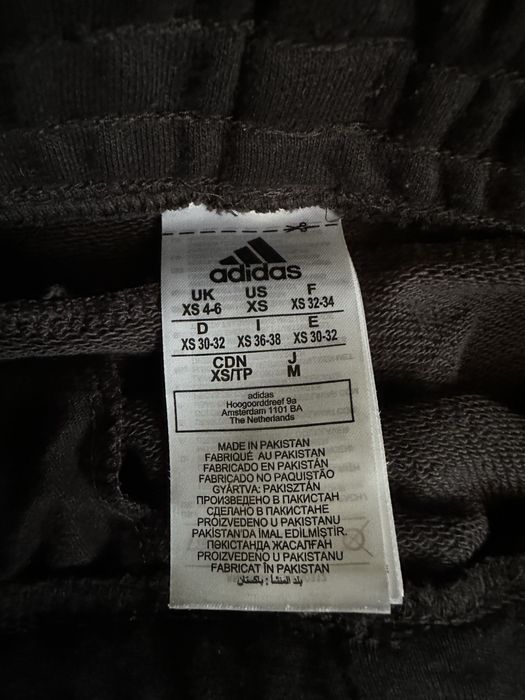 adidas
UK US F
XS 4-6 XS XS 32-34
D I E
XS 30-32 XS 36-38 XS 30-32
CDN J
XS/TP M
adidas
Hoogoorddreef 9a
Amsterdam 1101 BA
The Netherlands
MADE IN PAKISTAN
FABRIQUÉ AU PAKISTAN
FABRICADO EN PAKISTÁN
FABRICADO NO PAQUISTÃO
GYÁRTVA: PAKISZTÁN
ПРОИЗВЕДЕНО В ПАКИСТАН
СДЕЛАНО В ПАКИСТАНЕ
PROIZVEDENO U PAKISTANU
PAKİSTAN'DA İMAL EDİLMİŞTİR.
ПӘКІСТАНДА ЖАСАЛҒАН
PROIZVEDENO U PAKISTANU
FABRICAT ÎN PAKISTAN
بلد المنشأ: باكستان